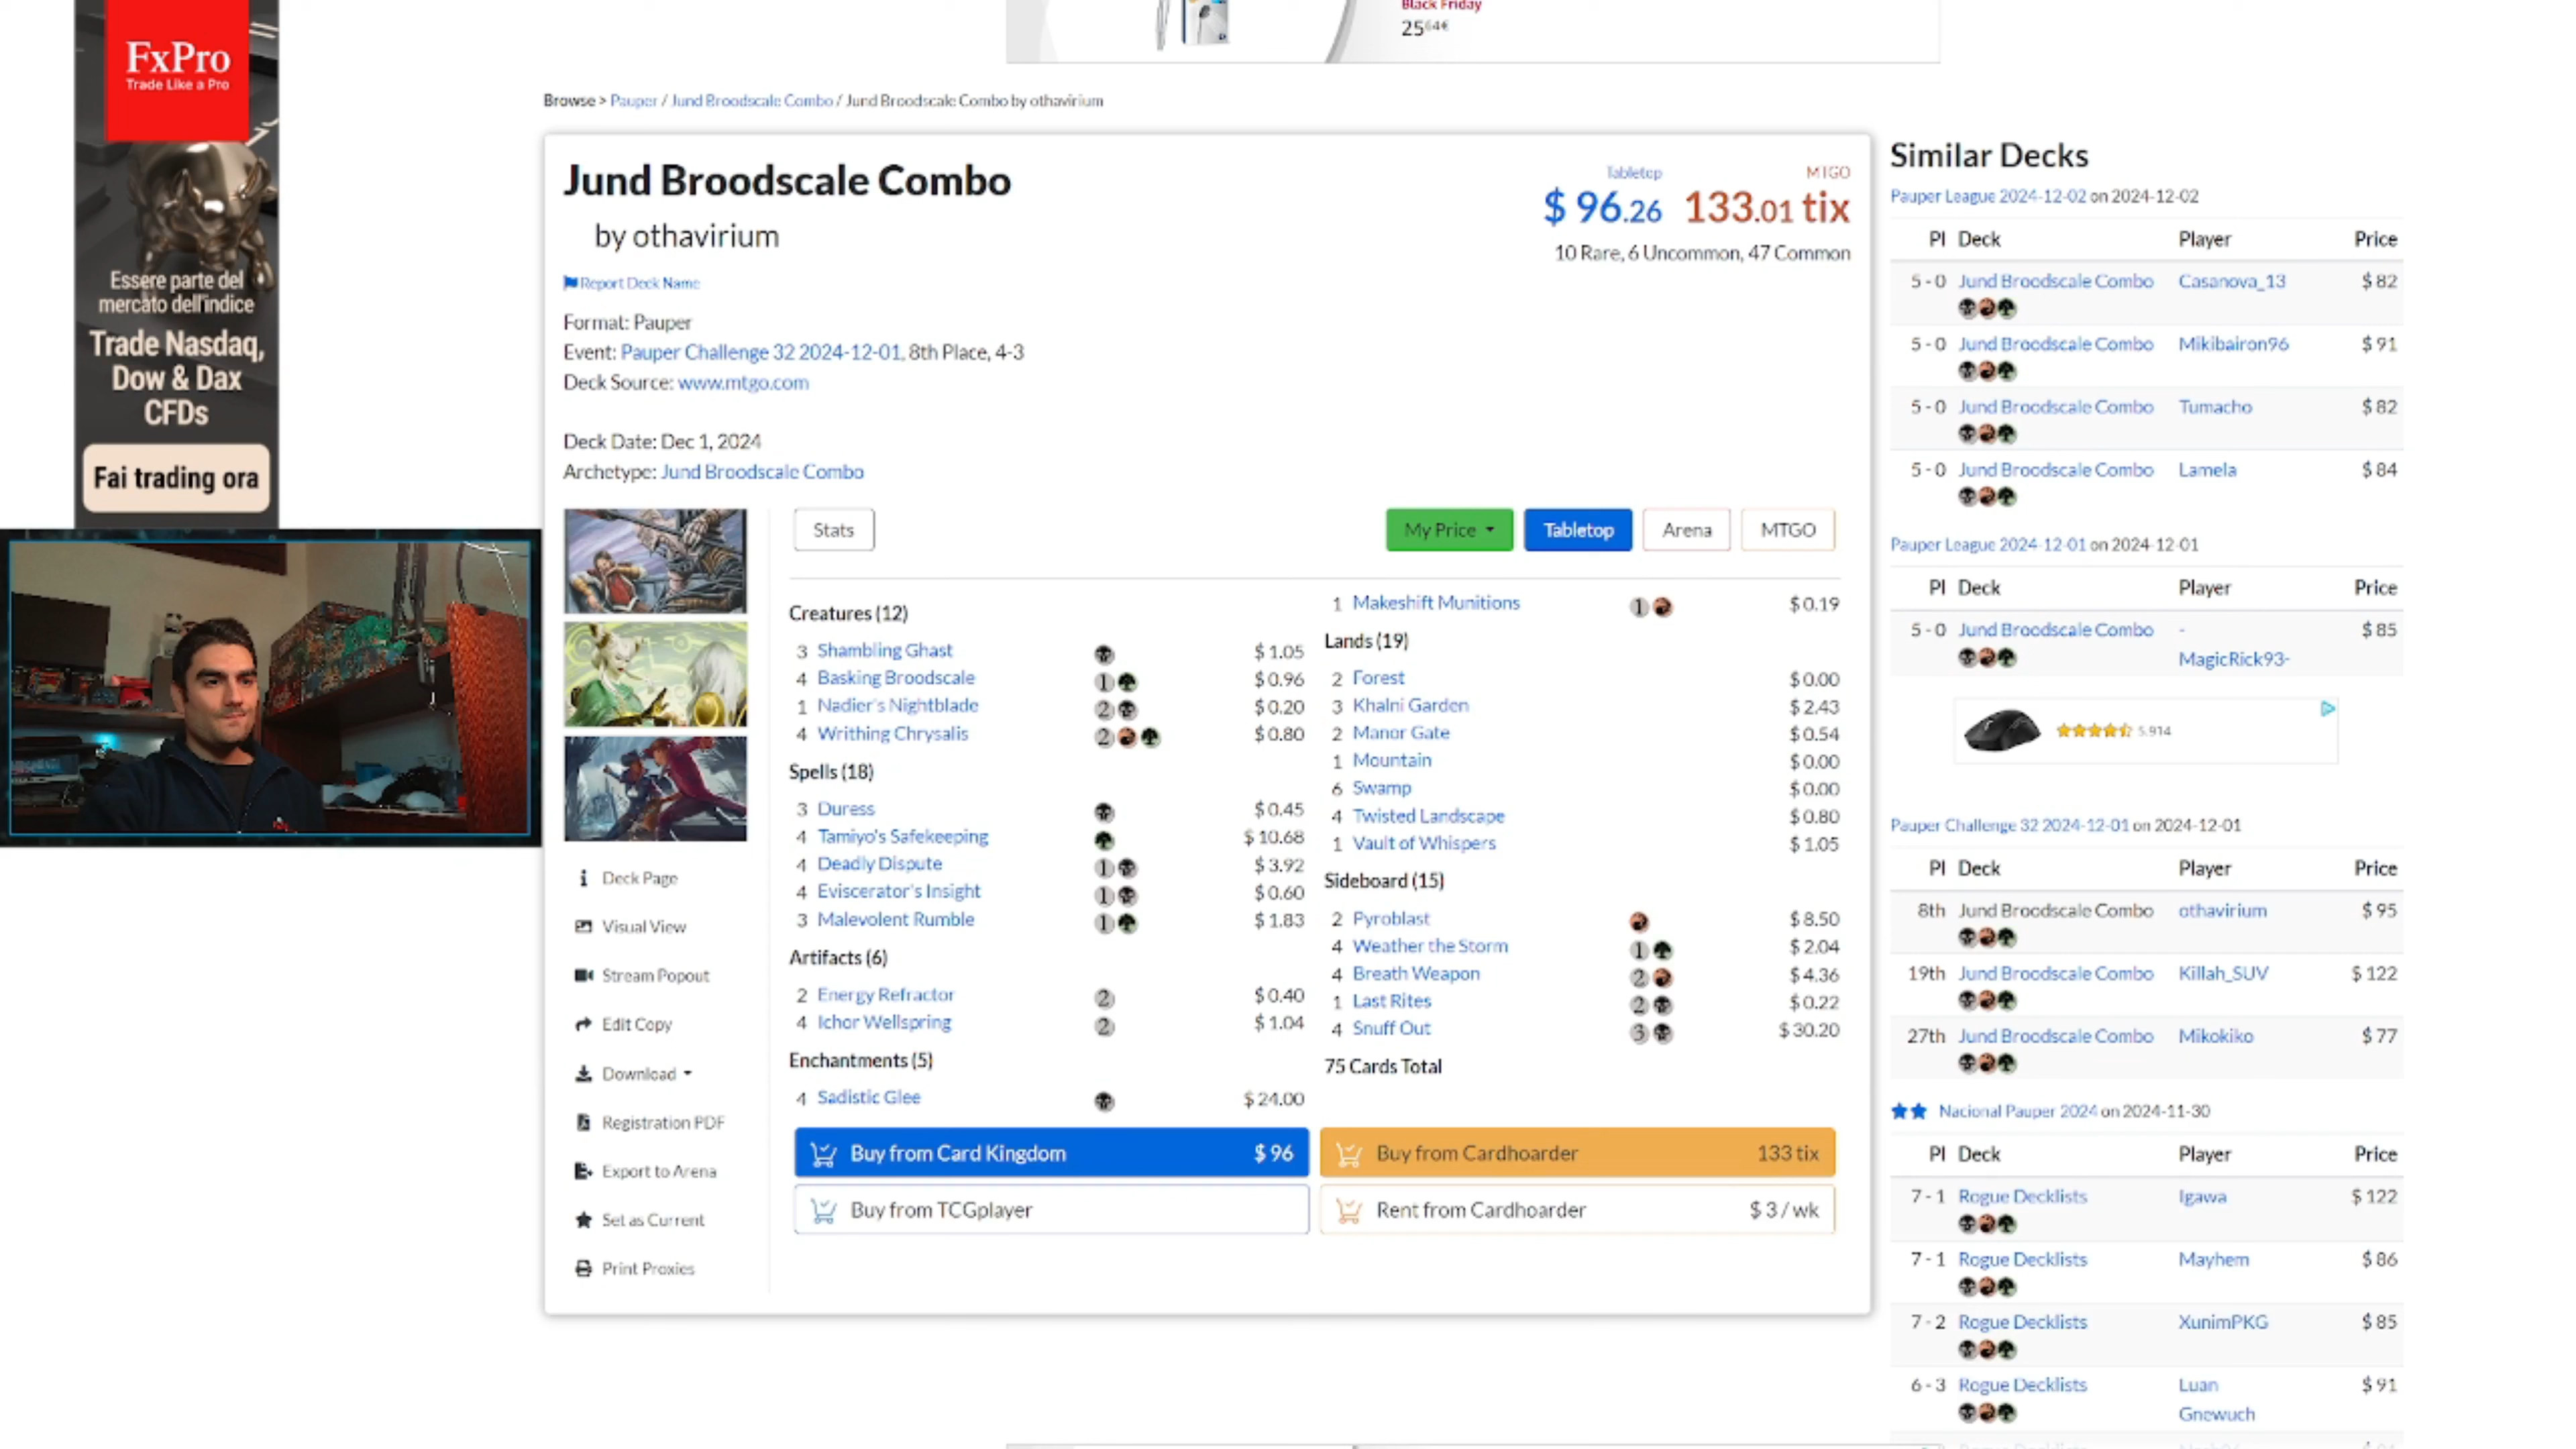 FxPro
Trade Like a Pro
Essere parte del
mercato dell'indice
Trade Nasdaq,
Dow & Dax
CFDs
Fai trading ora
Black Friday
25 64€
Browse > Pauper / Jund Broodscale Combo / Jund Broodscale Combo by othavirium
Jund Broodscale Combo
by othavirium
Tabletop MTGO
$ 96.26 133.01 tix
10 Rare, 6 Uncommon, 47 Common
Report Deck Name
Format: Pauper
Event: Pauper Challenge 32 2024-12-01, 8th Place, 4-3
Deck Source: www.mtgo.com
Deck Date: Dec 1, 2024
Archetype: Jund Broodscale Combo
Stats My Price Tabletop Arena MTGO
Creatures (12)
3 Shambling Ghast $ 1.05
4 Basking Broodscale 1 $ 0.96
1 Nadier's Nightblade 2 $ 0.20
4 Writhing Chrysalis 2 $ 0.80
Spells (18)
3 Duress $ 0.45
4 Tamiyo's Safekeeping $ 10.68
4 Deadly Dispute 1 $ 3.92
4 Eviscerator's Insight 1 $ 0.60
3 Malevolent Rumble 1 $ 1.83
Artifacts (6)
2 Energy Refractor 2 $ 0.40
4 Ichor Wellspring 2 $ 1.04
Enchantments (5)
4 Sadistic Glee $ 24.00
1 Makeshift Munitions 1 $ 0.19
Lands (19)
2 Forest $ 0.00
3 Khalni Garden $ 2.43
2 Manor Gate $ 0.54
1 Mountain $ 0.00
6 Swamp $ 0.00
4 Twisted Landscape $ 0.80
1 Vault of Whispers $ 1.05
Sideboard (15)
2 Pyroblast $ 8.50
4 Weather the Storm 1 $ 2.04
4 Breath Weapon 2 $ 4.36
1 Last Rites 2 $ 0.22
4 Snuff Out 3 $ 30.20
75 Cards Total
Buy from Card Kingdom $ 96
Buy from Cardhoarder 133 tix
Buy from TCGplayer
Rent from Cardhoarder $ 3 / wk
Deck Page
Visual View
Stream Popout
Edit Copy
Download
Registration PDF
Export to Arena
Set as Current
Print Proxies
Similar Decks
Pauper League 2024-12-02 on 2024-12-02
Pl Deck Player Price
5 - 0 Jund Broodscale Combo Casanova_13 $ 82
5 - 0 Jund Broodscale Combo Mikibairon96 $ 91
5 - 0 Jund Broodscale Combo Tumacho $ 82
5 - 0 Jund Broodscale Combo Lamela $ 84
Pauper League 2024-12-01 on 2024-12-01
Pl Deck Player Price
5 - 0 Jund Broodscale Combo - $ 85
MagicRick93-
5.914
Pauper Challenge 32 2024-12-01 on 2024-12-01
Pl Deck Player Price
8th Jund Broodscale Combo othavirium $ 95
19th Jund Broodscale Combo Killah_SUV $ 122
27th Jund Broodscale Combo Mikokiko $ 77
Nacional Pauper 2024 on 2024-11-30
Pl Deck Player Price
7 - 1 Rogue Decklists Igawa $ 122
7 - 1 Rogue Decklists Mayhem $ 86
7 - 2 Rogue Decklists XunimPKG $ 85
6 - 3 Rogue Decklists Luan $ 91
Gnewuch